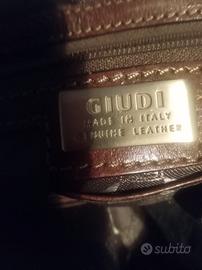 GIUDI
MADE IN ITALY
GENUINE LEATHER
subito